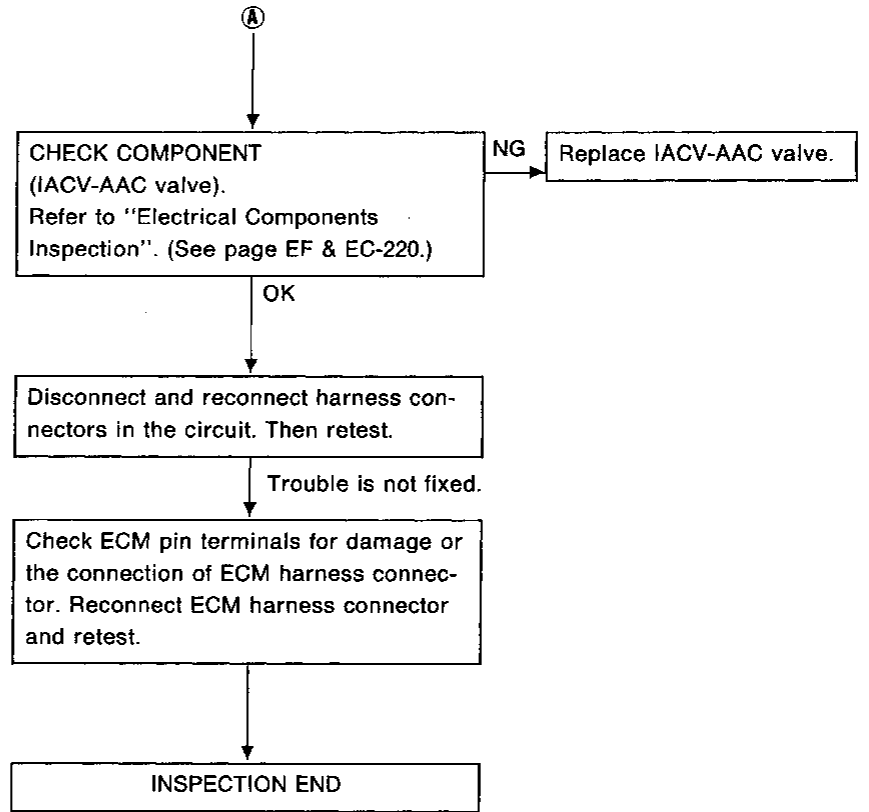 Ⓐ
CHECK COMPONENT
(IACV-AAC valve).
Refer to "Electrical Components
Inspection". (See page EF & EC-220.)
NG
Replace IACV-AAC valve.
OK
Disconnect and reconnect harness con-
nectors in the circuit. Then retest.
Trouble is not fixed.
Check ECM pin terminals for damage or
the connection of ECM harness connec-
tor. Reconnect ECM harness connector
and retest.
INSPECTION END